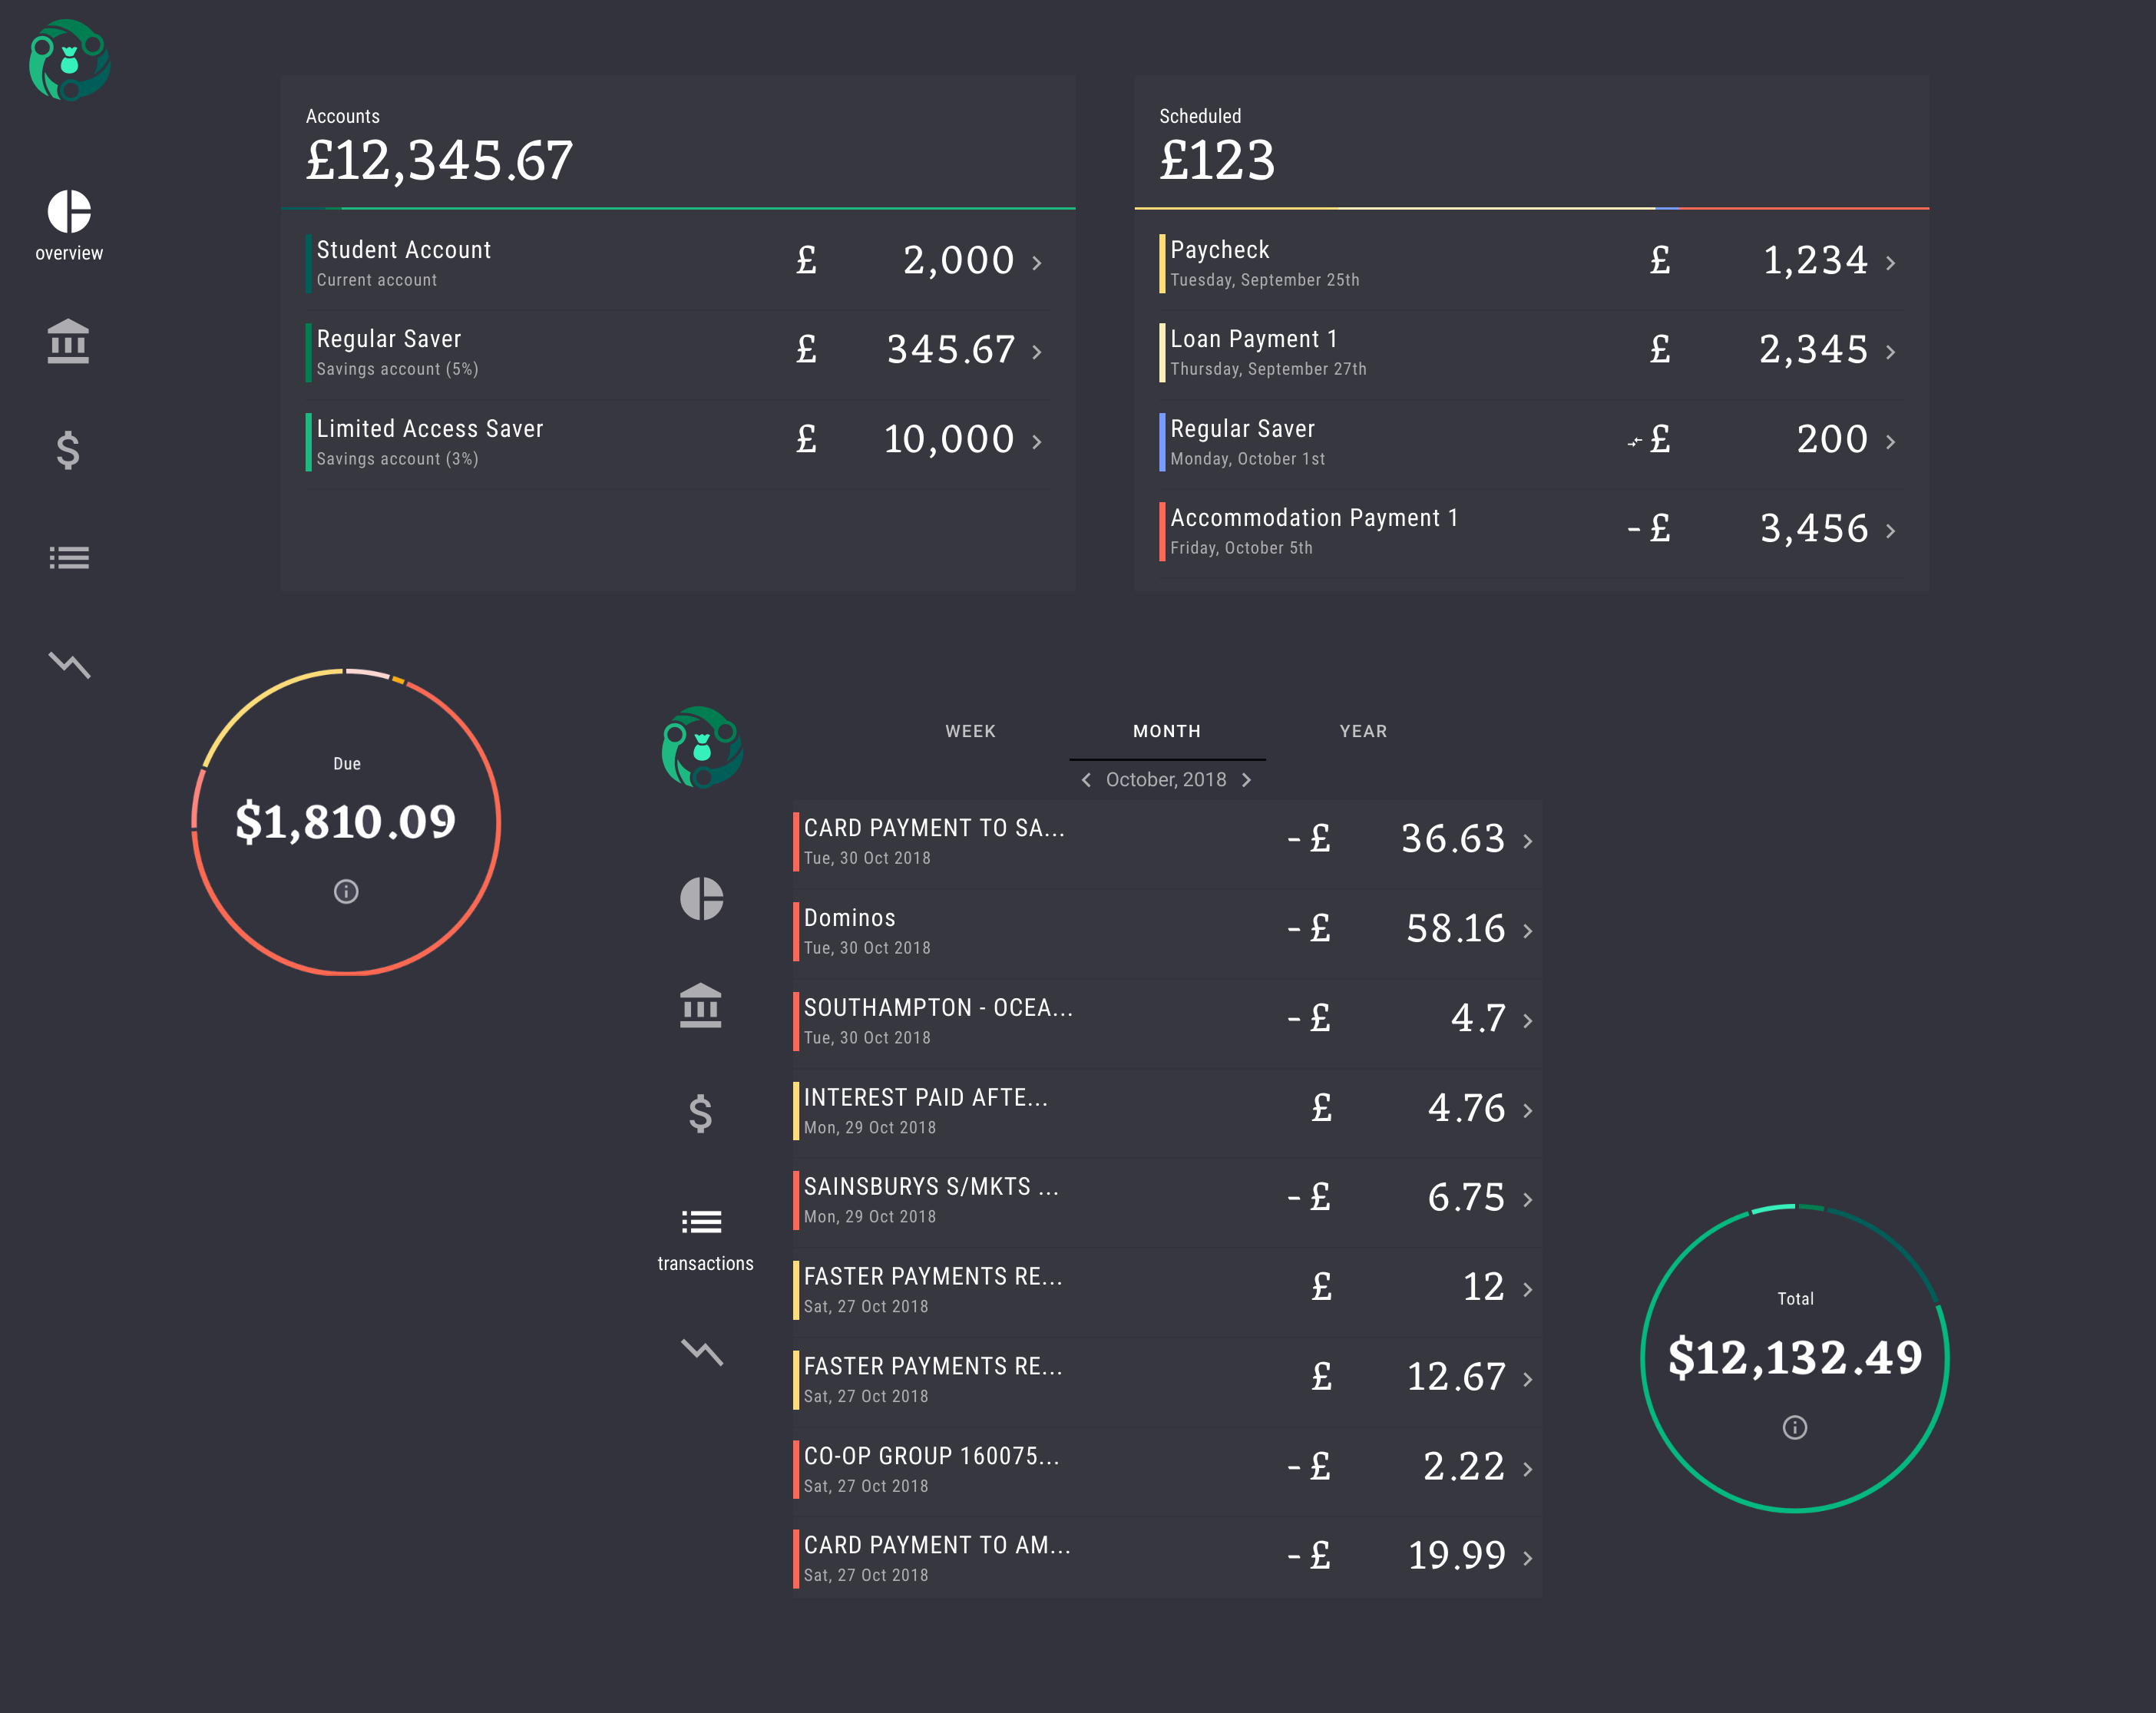 Accounts
£12,345.67
Student Account
Current account
£ 2,000
Regular Saver
Savings account (5%)
£ 345.67
Limited Access Saver
Savings account (3%)
£ 10,000
Scheduled
£123
Paycheck
Tuesday, September 25th
£ 1,234
Loan Payment 1
Thursday, September 27th
£ 2,345
Regular Saver
Monday, October 1st
£ 200
Accommodation Payment 1
Friday, October 5th
-£ 3,456
overview
Due
$1,810.09
WEEK MONTH YEAR
October, 2018
CARD PAYMENT TO SA...
Tue, 30 Oct 2018
-£ 36.63
Dominos
Tue, 30 Oct 2018
-£ 58.16
SOUTHAMPTON - OCEA...
Tue, 30 Oct 2018
-£ 4.7
INTEREST PAID AFTE...
Mon, 29 Oct 2018
£ 4.76
SAINSBURYS S/MKTS ...
Mon, 29 Oct 2018
-£ 6.75
FASTER PAYMENTS RE...
Sat, 27 Oct 2018
£ 12
FASTER PAYMENTS RE...
Sat, 27 Oct 2018
£ 12.67
CO-OP GROUP 160075...
Sat, 27 Oct 2018
-£ 2.22
CARD PAYMENT TO AM...
Sat, 27 Oct 2018
-£ 19.99
transactions
Total
$12,132.49